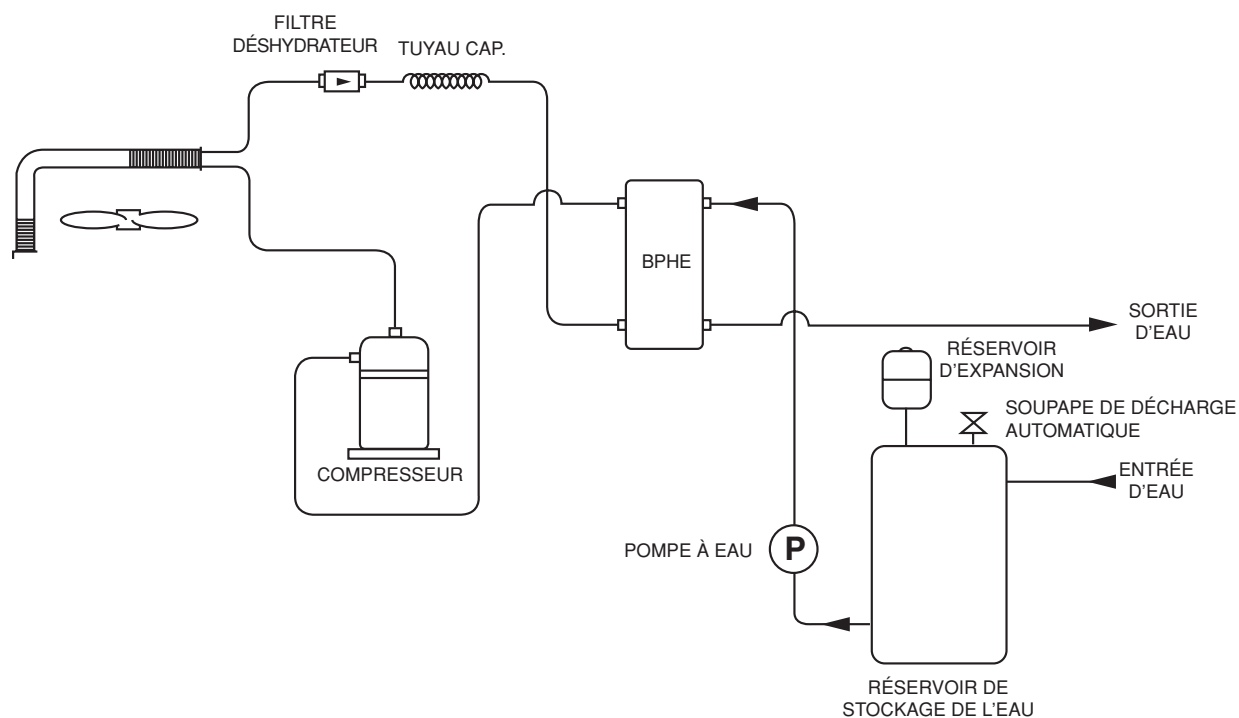 FILTRE
DÉSHYDRATEUR
TUYAU CAP.
BPHE
SORTIE
D'EAU
RÉSERVOIR
D'EXPANSION
SOUPAPE DE DÉCHARGE
AUTOMATIQUE
COMPRESSEUR
ENTRÉE
D'EAU
POMPE À EAU
P
RÉSERVOIR DE
STOCKAGE DE L'EAU